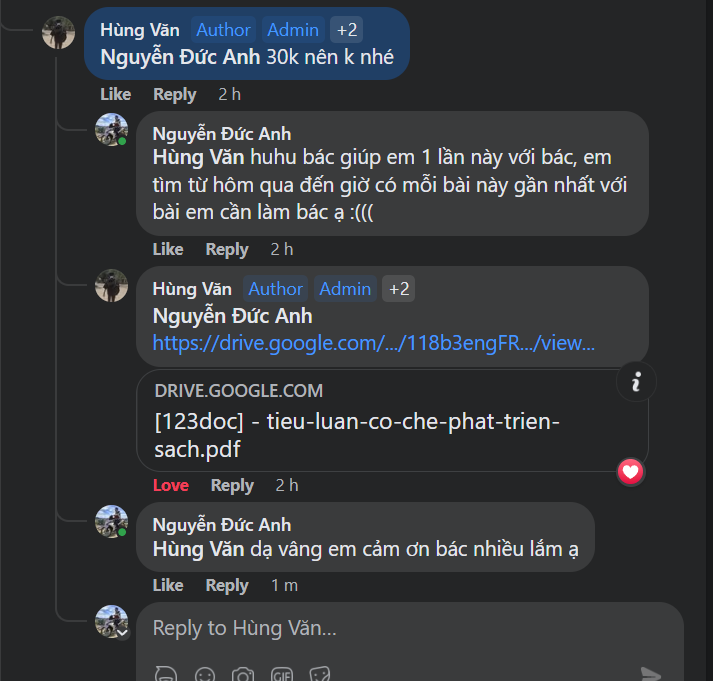 Hùng Văn Author Admin +2
Nguyễn Đức Anh 30k nên k nhé
Like Reply 2 h
Nguyễn Đức Anh
Hùng Văn huhu bác giúp em 1 lần này với bác, em
tìm từ hôm qua đến giờ có mỗi bài này gần nhất với
bài em cần làm bác ạ :(((
Like Reply 2 h
Hùng Văn Author Admin +2
Nguyễn Đức Anh
https://drive.google.com/.../118b3engFR.../view...
DRIVE.GOOGLE.COM
[123doc] - tieu-luan-co-che-phat-trien-
sach.pdf
Love Reply 2 h
Nguyễn Đức Anh
Hùng Văn dạ vâng em cảm ơn bác nhiều lắm ạ
Like Reply 1 m
Reply to Hùng Văn...
GIF